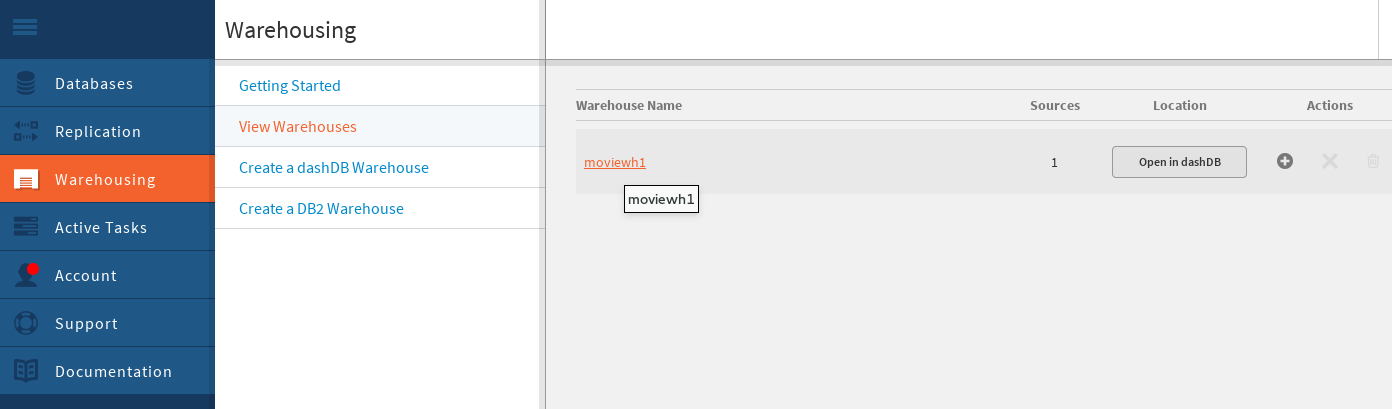 Warehousing
Databases
Replication
Warehousing
Active Tasks
Account
Support
Documentation
Getting Started
View Warehouses
Create a dashDB Warehouse
Create a DB2 Warehouse
Warehouse Name Sources Location Actions
moviewh1 1 Open in dashDB
moviewh1